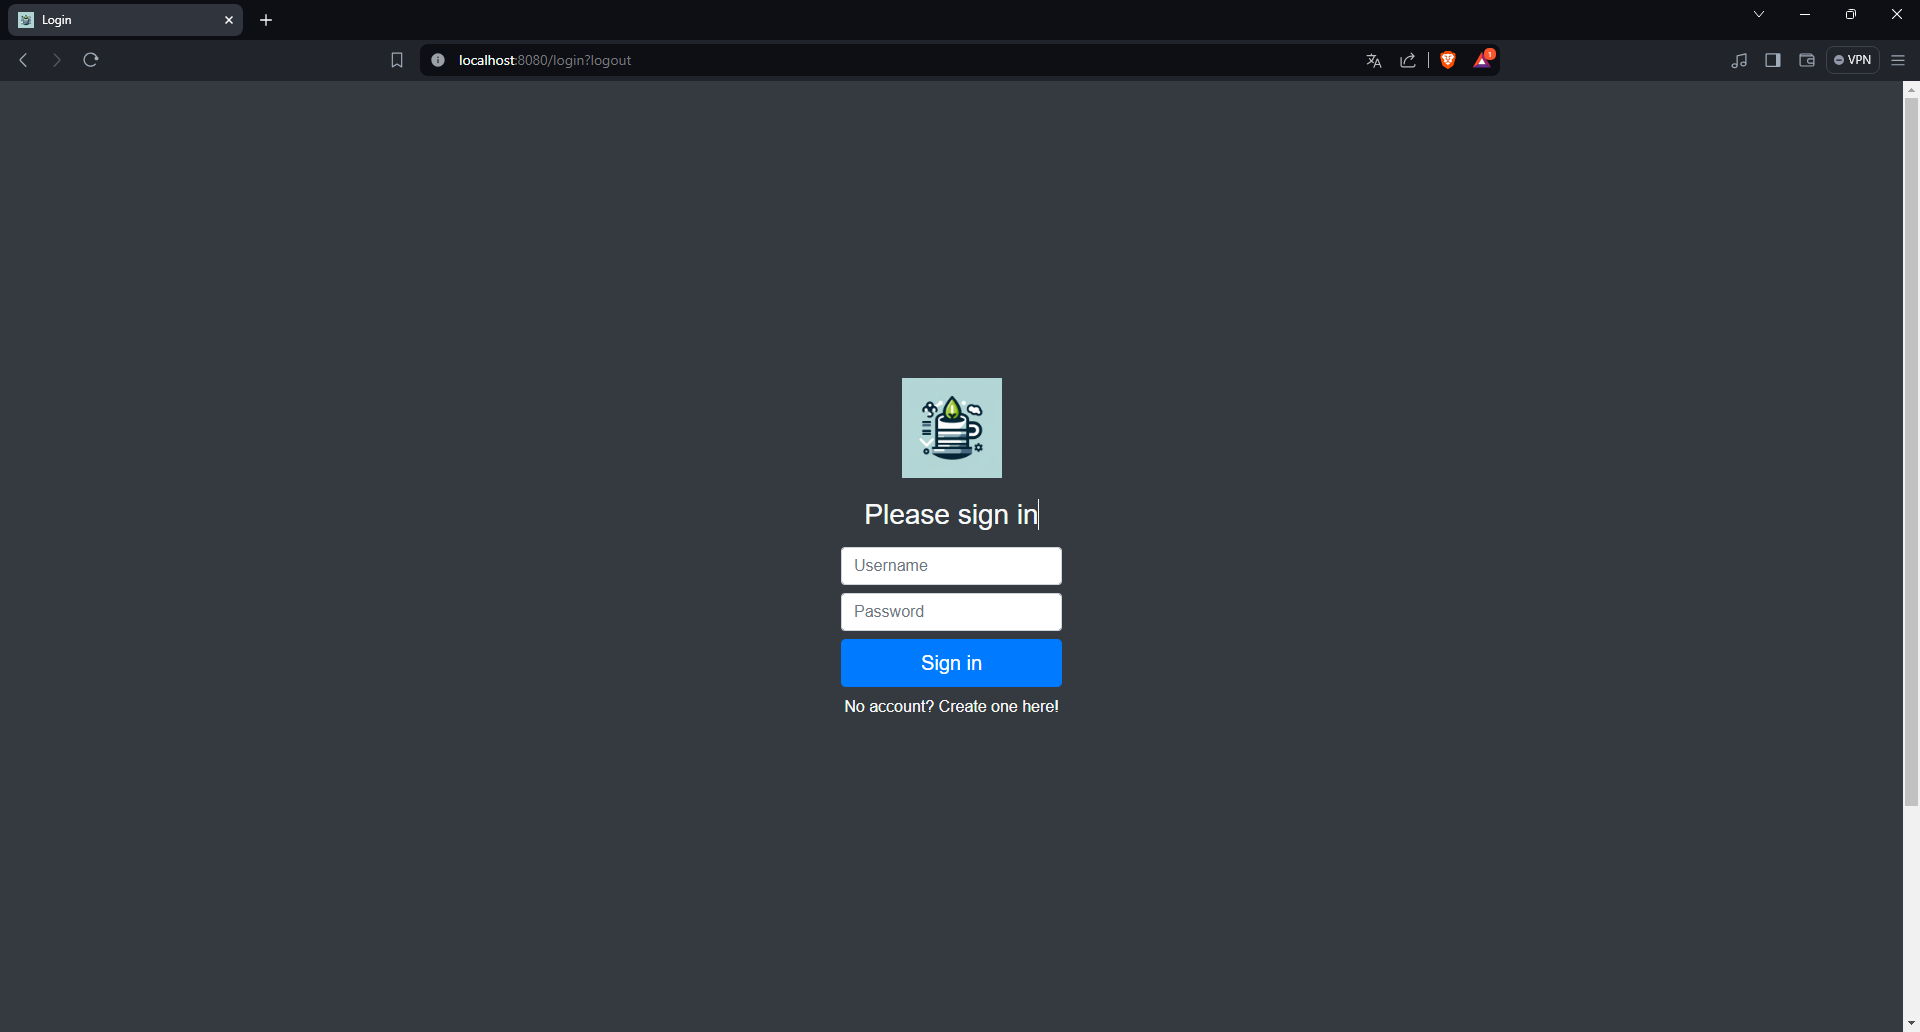 Login
localhost:8080/login?logout
1
VPN
Please sign in
Username
Password
Sign in
No account? Create one here!